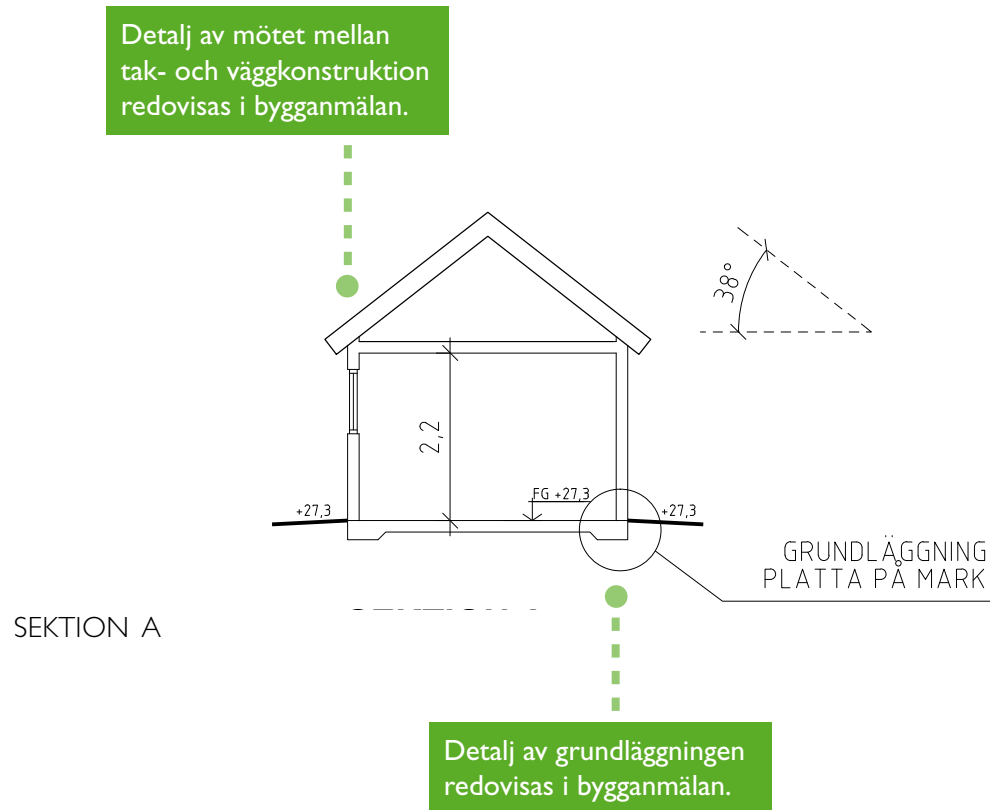 Detalj av mötet mellan
tak- och väggkonstruktion
redovisas i bygganmälan.
38°
2,2
FG +27,3
+27,3
+27,3
GRUNDLÄGGNING
PLATTA PÅ MARK
SEKTION A
Detalj av grundläggningen
redovisas i bygganmälan.